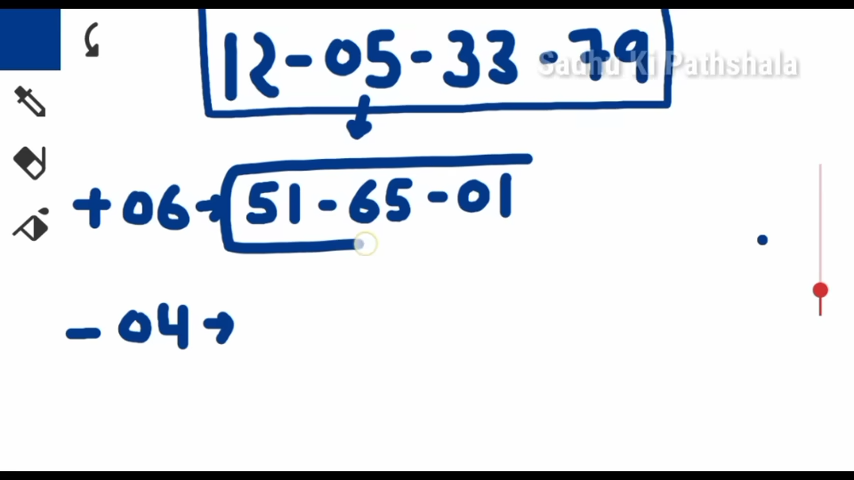 12-05-33-79
Sadhu Ki Pathshala
+06→ 51-65-01
-04→